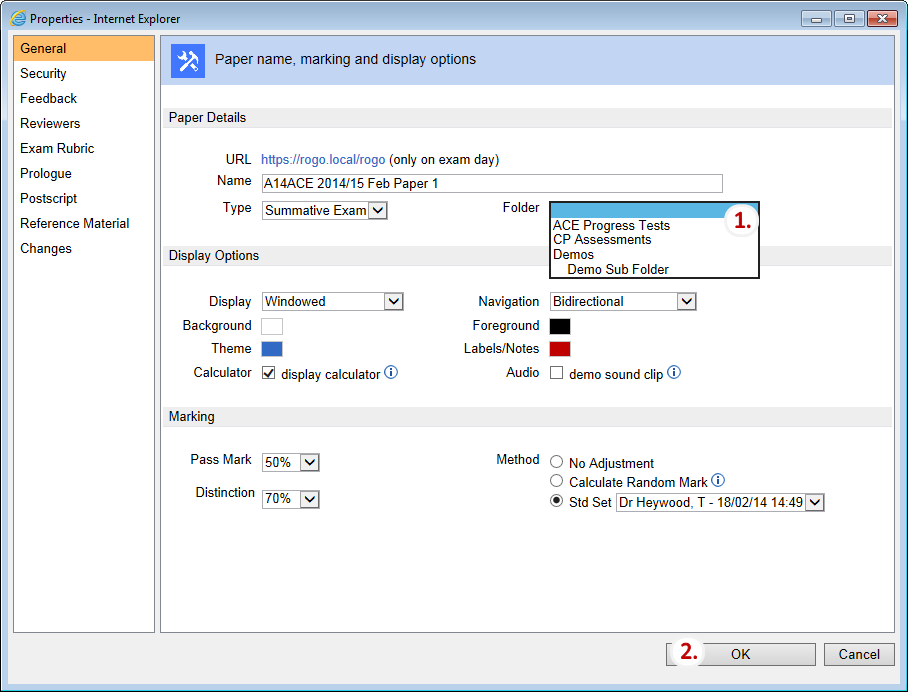 Properties - Internet Explorer
General
Security
Feedback
Reviewers
Exam Rubric
Prologue
Postscript
Reference Material
Changes
Paper name, marking and display options
Paper Details
URL https://rogo.local/rogo (only on exam day)
Name A14ACE 2014/15 Feb Paper 1
Type Summative Exam Folder
1.
ACE Progress Tests
CP Assessments
Demos
Demo Sub Folder
Display Options
Display Windowed Navigation Bidirectional
Background Foreground
Theme Labels/Notes
Calculator display calculator Audio demo sound clip
Marking
Pass Mark 50% Method No Adjustment
Calculate Random Mark
Distinction 70% Std Set Dr Heywood, T - 18/02/14 14:49
2. OK Cancel